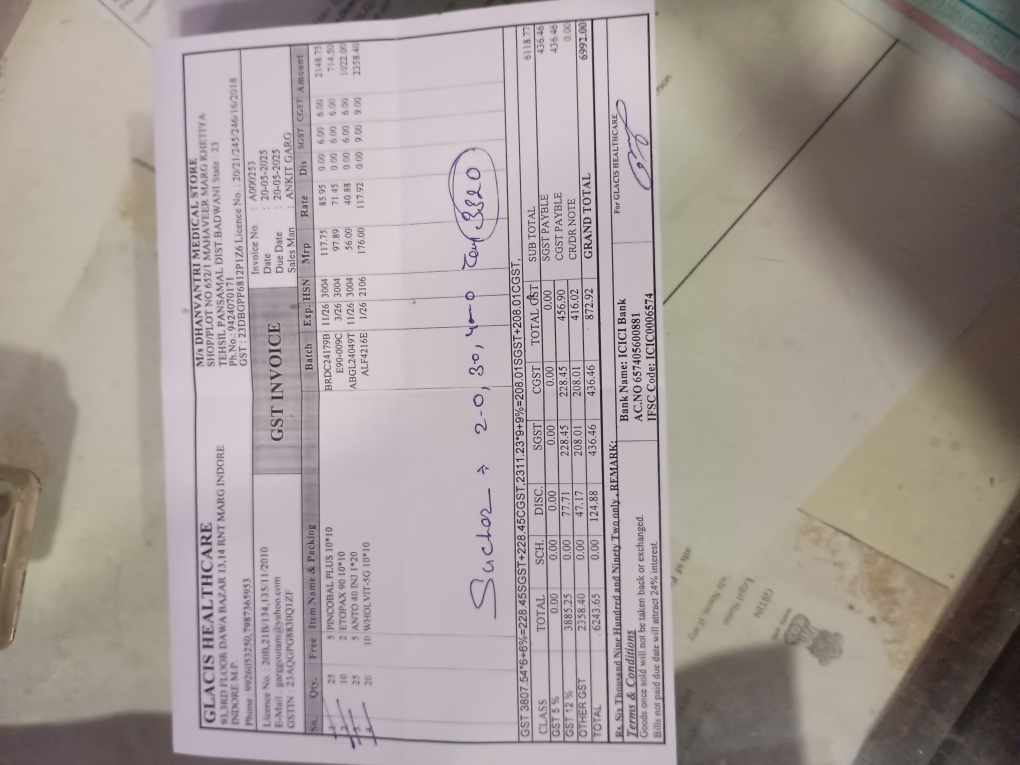 GLACIS HEALTHCARE
93,3RD FLOOR DAWA BAZAR 13,14 RNT MARG INDORE
INDORE M.P.
Phone : 9926053250,7987365953
Licence No. : 20B,21B/134,135/11/2010
E-Mail : garggoutam@yahoo.com
GSTIN : 23AQGPG8830Q1ZF
M/s DHANVANTRI MEDICAL STORE
SHOP/PLOT NO 652/1 MAHAVEER MARG KHETIYA
TEHSIL PANSAMAL DIST.BADWANI State : 23
Ph.No.: 9424070171
GST : 23DBGPP6812P1Z6 Licence No. : 20/21/245/246/16/2018
GST INVOICE
Invoice No. : A000253
Date : 20-05-2025
Due Date : 20-05-2025
Sales Man : ANKIT GARG
Sn. Qty. Free Item Name & Packing Batch Exp. HSN Mrp Rate Dis SGST CGST Amount
25 5 PINCOBAL PLUS 10*10 BRDC24179B 11/26 3004 117.75 85.95 0.00 6.00 6.00 2148.75
10 2 ETOPAX 90 10*10 E90-009C 3/26 3004 97.89 71.45 0.00 6.00 6.00 714.50
25 5 ANTO 40 INJ 1*20 ABGL24049T 11/26 3004 56.00 40.88 0.00 6.00 6.00 1022.00
20 10 WHOLVIT-5G 10*10 ALF4216E 1/26 2106 176.00 117.92 0.00 9.00 9.00 2358.40
3320
GST 3807.54*6+6%=228.45SGST+228.45CGST,2311.23*9+9%=208.01SGST+208.01CGST,
CLASS TOTAL SCH. DISC. SGST CGST TOTAL GST
GST 5 % 0.00 0.00 0.00 0.00 0.00 0.00
GST 12 % 3885.25 0.00 77.71 228.45 228.45 456.90
OTHER GST 2358.40 0.00 47.17 208.01 208.01 416.02
TOTAL 6243.65 0.00 124.88 436.46 436.46 872.92
SUB TOTAL 6118.77
SGST PAYBLE 436.46
CGST PAYBLE 436.46
CR/DR NOTE 0.00
GRAND TOTAL 6992.00
Rs. Six Thousand Nine Hundred and Ninety Two only , REMARK:
Terms & Conditions
Goods once sold will not be taken back or exchanged.
Bills not paid due date will attract 24% interest.
Bank Name: ICICI Bank
AC.NO 657405600881
IFSC Code: ICIC0006574
For GLACIS HEALTHCARE
GSTIN
Legal Name